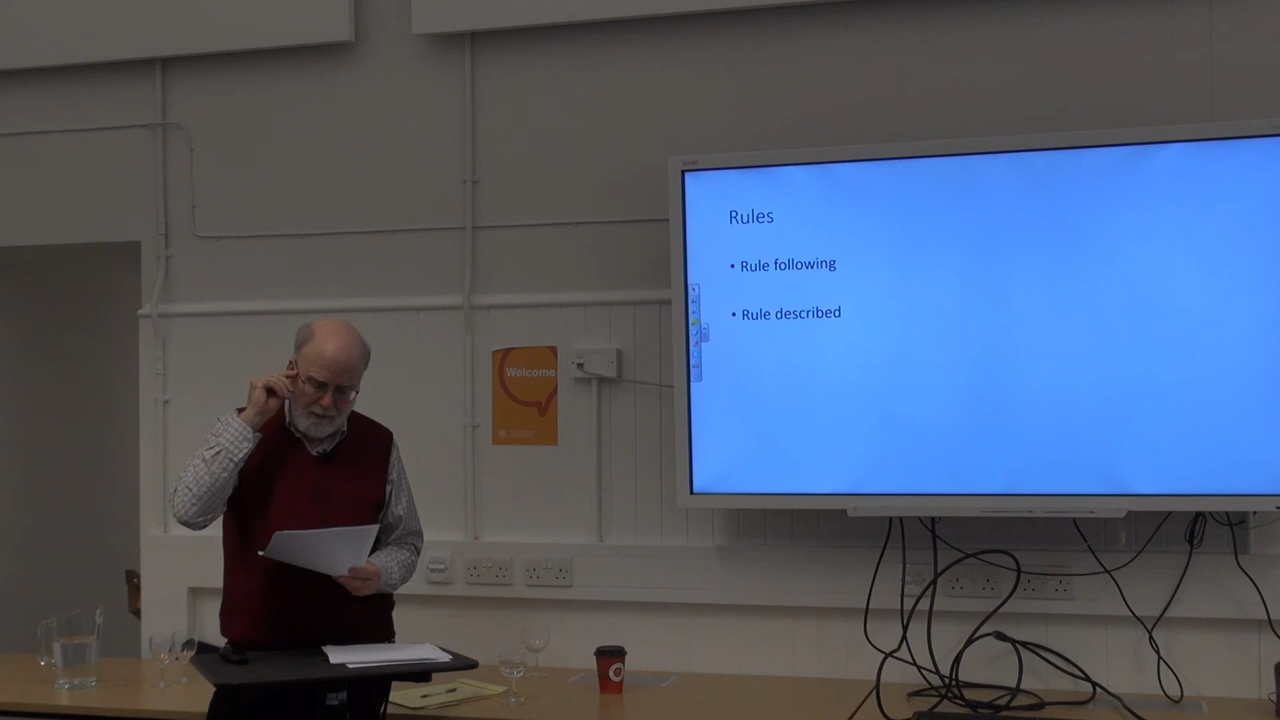 Rules
• Rule following
• Rule described
Welcome